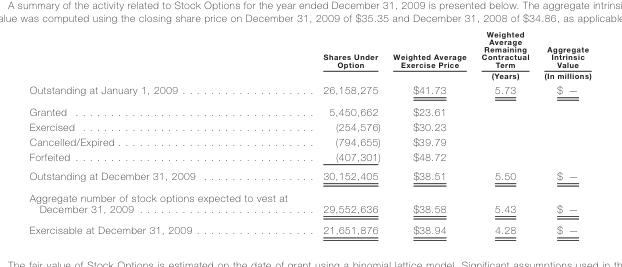 A summary of the activity related to Stock Options for the year ended December 31, 2009 is presented below. The aggregate intrinsi
alue was computed using the closing share price on December 31, 2009 of $35.35 and December 31, 2008 of $34.86, as applicable
Shares Under Option Weighted Average Exercise Price Weighted Average Remaining Contractual Term Aggregate Intrinsic Value
(Years) (In millions)
Outstanding at January 1, 2009 . . . . . . . . . . . . . . . . . . . 26,158,275 $41.73 5.73 $ —
Granted . . . . . . . . . . . . . . . . . . . . . . . . . . . . . . . . . . 5,450,662 $23.61
Exercised . . . . . . . . . . . . . . . . . . . . . . . . . . . . . . . . . (254,576) $30.23
Cancelled/Expired . . . . . . . . . . . . . . . . . . . . . . . . . . (794,655) $39.79
Forfeited . . . . . . . . . . . . . . . . . . . . . . . . . . . . . . . . . (407,301) $48.72
Outstanding at December 31, 2009 . . . . . . . . . . . . . . . . 30,152,405 $38.51 5.50 $ —
Aggregate number of stock options expected to vest at
December 31, 2009 . . . . . . . . . . . . . . . . . . . . . . . . . 29,552,636 $38.58 5.43 $ —
Exercisable at December 31, 2009 . . . . . . . . . . . . . . . . . 21,651,876 $38.94 4.28 $ —
The fair value of Stock Options is estimated on the date of grant using a binomial lattice model. Significant assumptions used in th